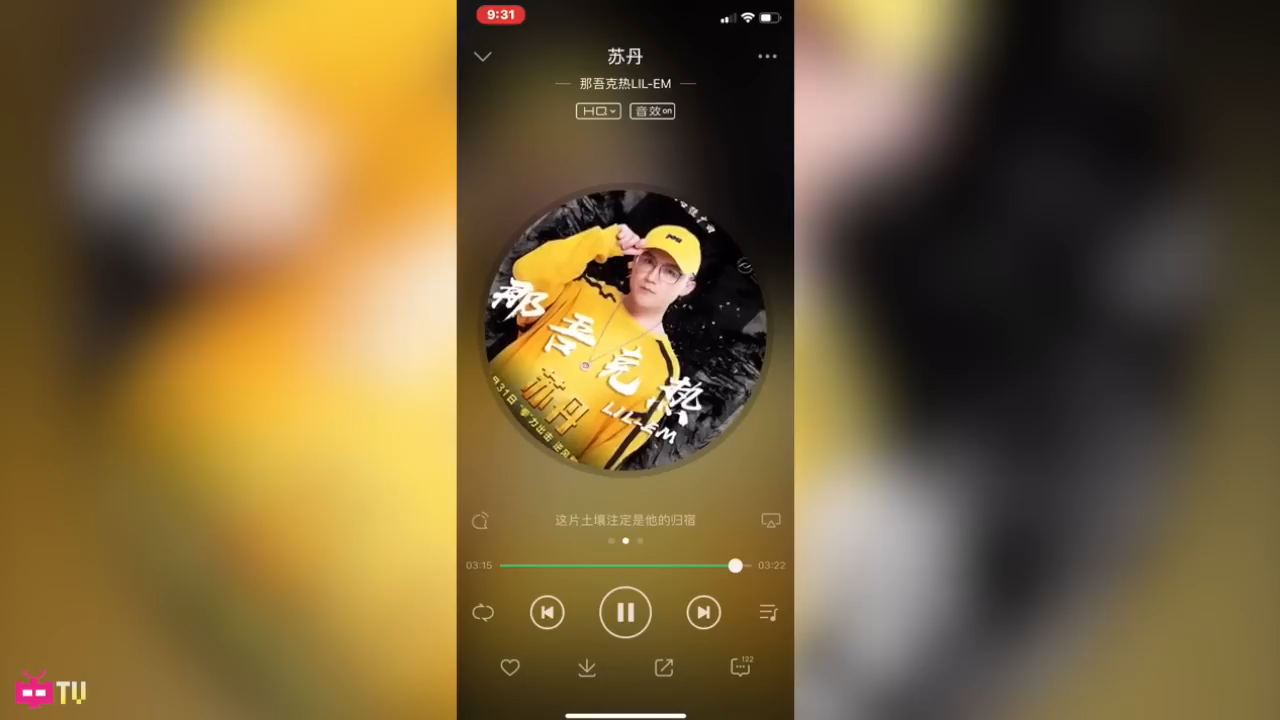 9:31
苏丹
那吾克热LIL-EM
HQ
音效on
那吾克热
苏丹
LIL-EM
这片土壤注定是他的归宿
03:15
03:22
122
TV